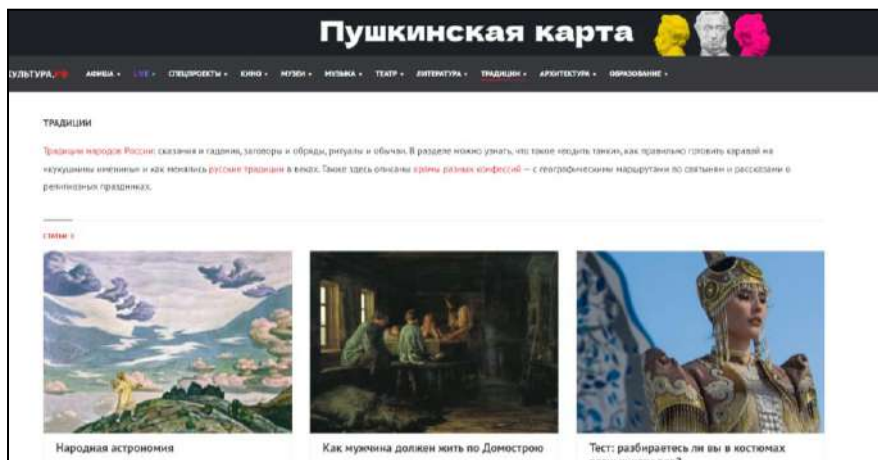 Пушкинская карта
КУЛЬТУРА.РФ АФИША LIVE СПЕЦПРОЕКТЫ КИНО МУЗЕИ МУЗЫКА ТЕАТР ЛИТЕРАТУРА ТРАДИЦИИ АРХИТЕКТУРА ОБРАЗОВАНИЕ
ТРАДИЦИИ
Традиции народов России: сказания и гадания, заговоры и обряды, ритуалы и обычаи. В разделе можно узнать, что такое «водить танки», как правильно готовить каравай на
«кукушкины именины» и как менялись русские традиции в веках. Также здесь описаны храмы разных конфессий — с географическими маршрутами по святыням и рассказами о
религиозных праздниках.
СТАТЬИ
Народная астрономия
Как мужчина должен жить по Домострою
Тест: разбираетесь ли вы в костюмах